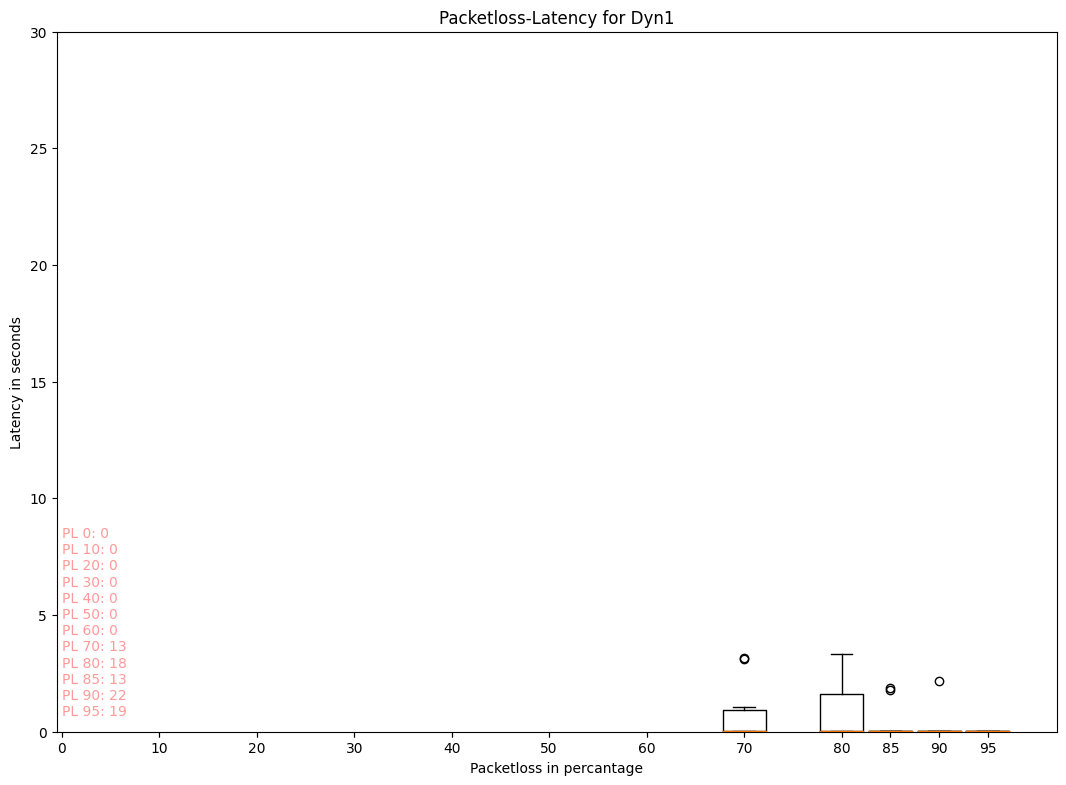 Packetloss-Latency for Dyn1
30
25
20
15
10
5
0
Latency in seconds
PL 0: 0
PL 10: 0
PL 20: 0
PL 30: 0
PL 40: 0
PL 50: 0
PL 60: 0
PL 70: 13
PL 80: 18
PL 85: 13
PL 90: 22
PL 95: 19
0 10 20 30 40 50 60 70 80 85 90 95
Packetloss in percantage